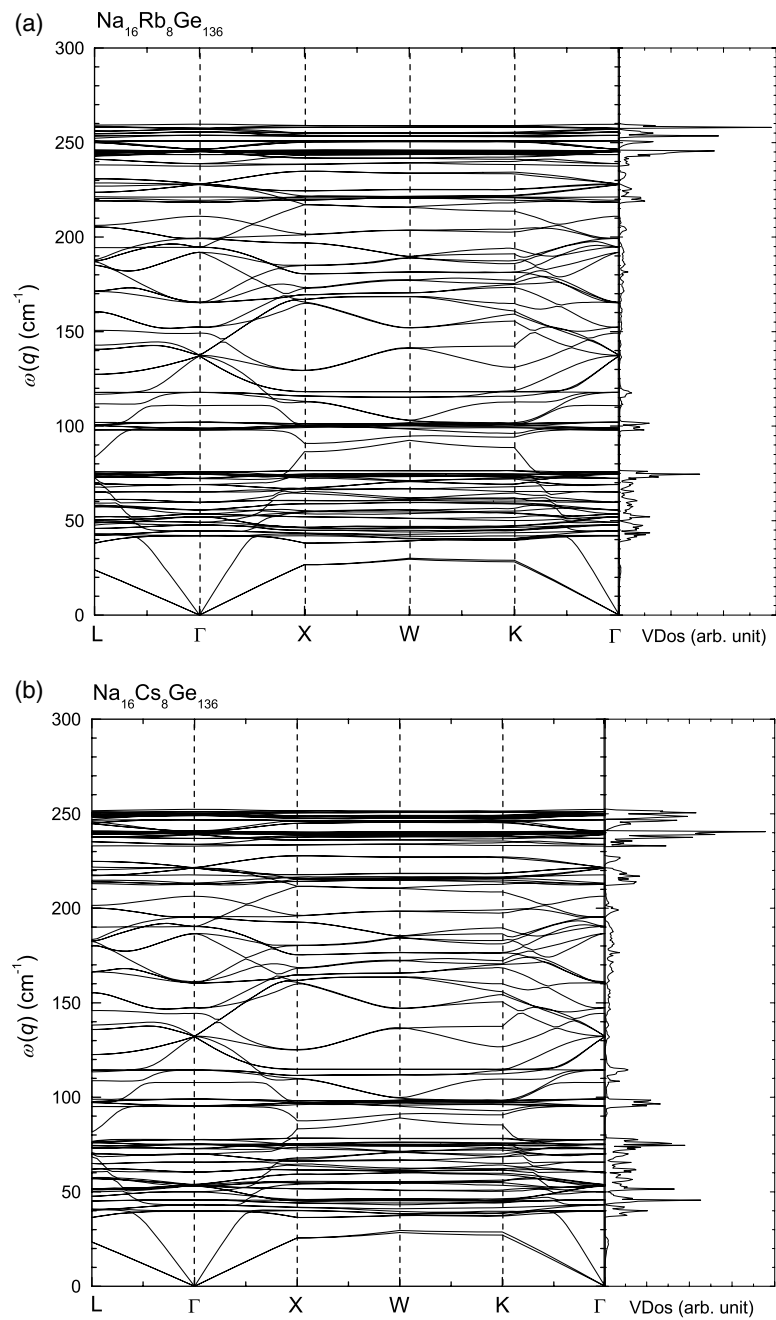 (a) Na₁₆Rb₈Ge₁₃₆
300
250
200
150
100
50
0
ω(q) (cm⁻¹)
L Γ X W K Γ VDos (arb. unit)
(b) Na₁₆Cs₈Ge₁₃₆
300
250
200
150
100
50
0
ω(q) (cm⁻¹)
L Γ X W K Γ VDos (arb. unit)